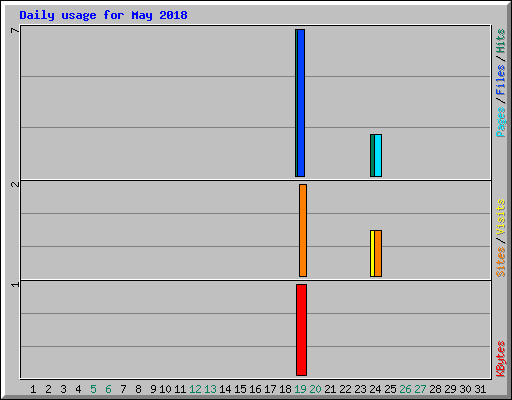 Daily usage for May 2018
7
2
1
Pages/Files/Hits
Sites/Visits
KBytes
1 2 3 4 5 6 7 8 9 10 11 12 13 14 15 16 17 18 19 20 21 22 23 24 25 26 27 28 29 30 31